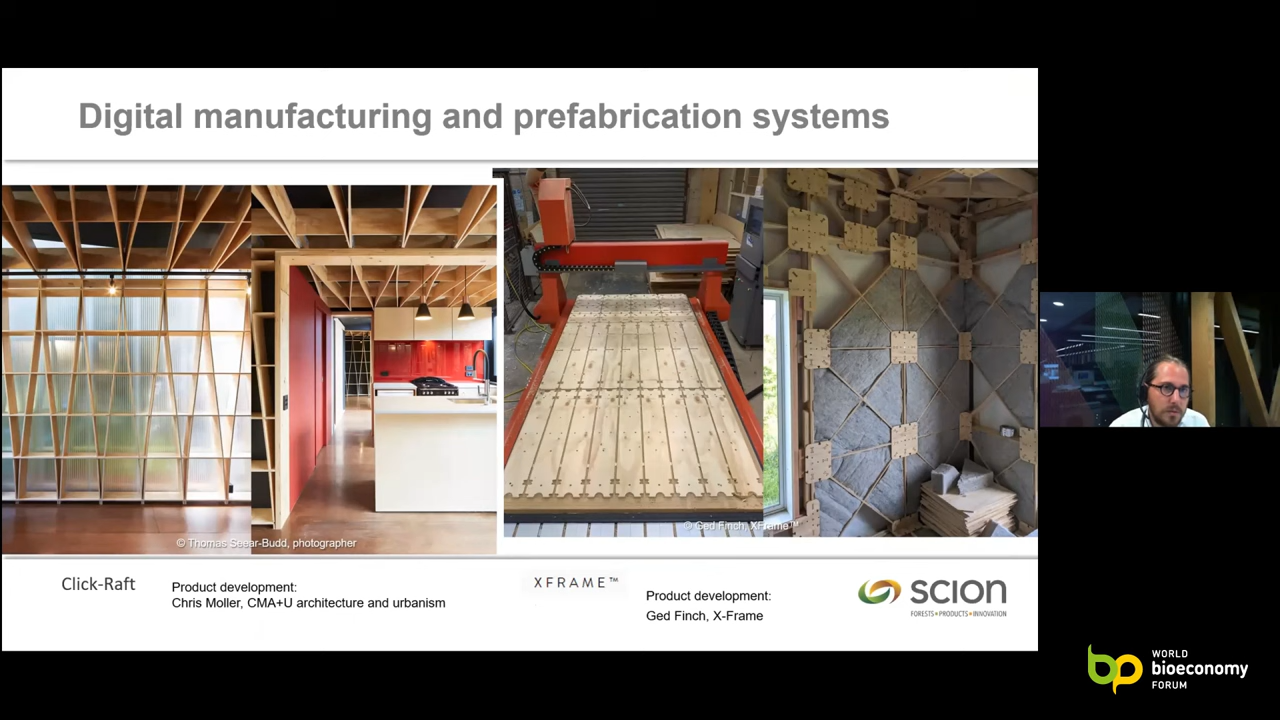 Digital manufacturing and prefabrication systems
© Thomas Seear-Budd, photographer
© Ged Finch, XFrame™
Click-Raft
Product development:
Chris Moller, CMA+U architecture and urbanism
XFRAME™
Product development:
Ged Finch, X-Frame
SCION
FORESTS • PRODUCTS • INNOVATION
bp
WORLD
bioeconomy
FORUM